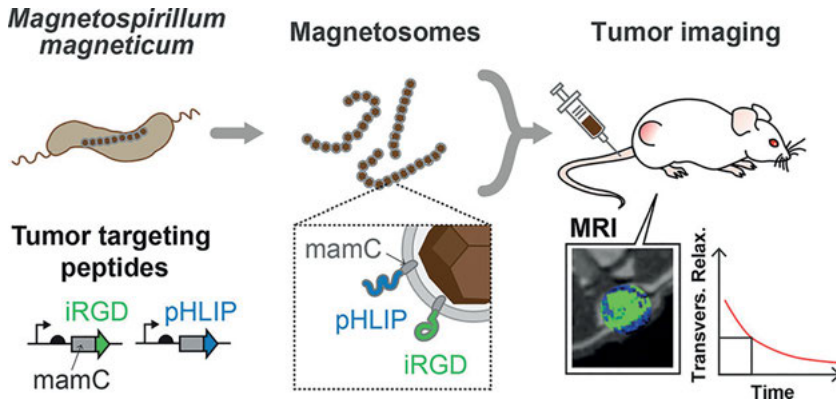 Magnetospirillum
magneticum
Magnetosomes
Tumor imaging
Tumor targeting
peptides
iRGD
pHLIP
mamC
mamC
pHLIP
iRGD
MRI
Transvers. Relax.
Time